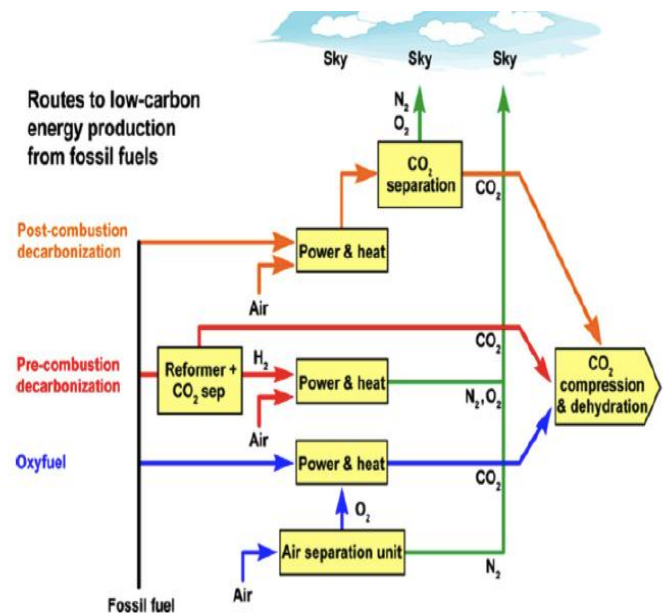 Sky Sky Sky
Routes to low-carbon
energy production
from fossil fuels
N₂
O₂
CO₂
separation
CO₂
Post-combustion
decarbonization
Power & heat
Air
CO₂
Pre-combustion
decarbonization
Reformer +
CO₂ sep
H₂
Power & heat
N₂,O₂
CO₂
compression
& dehydration
Air
Oxyfuel
Power & heat
CO₂
O₂
Air separation unit
N₂
Air
Fossil fuel